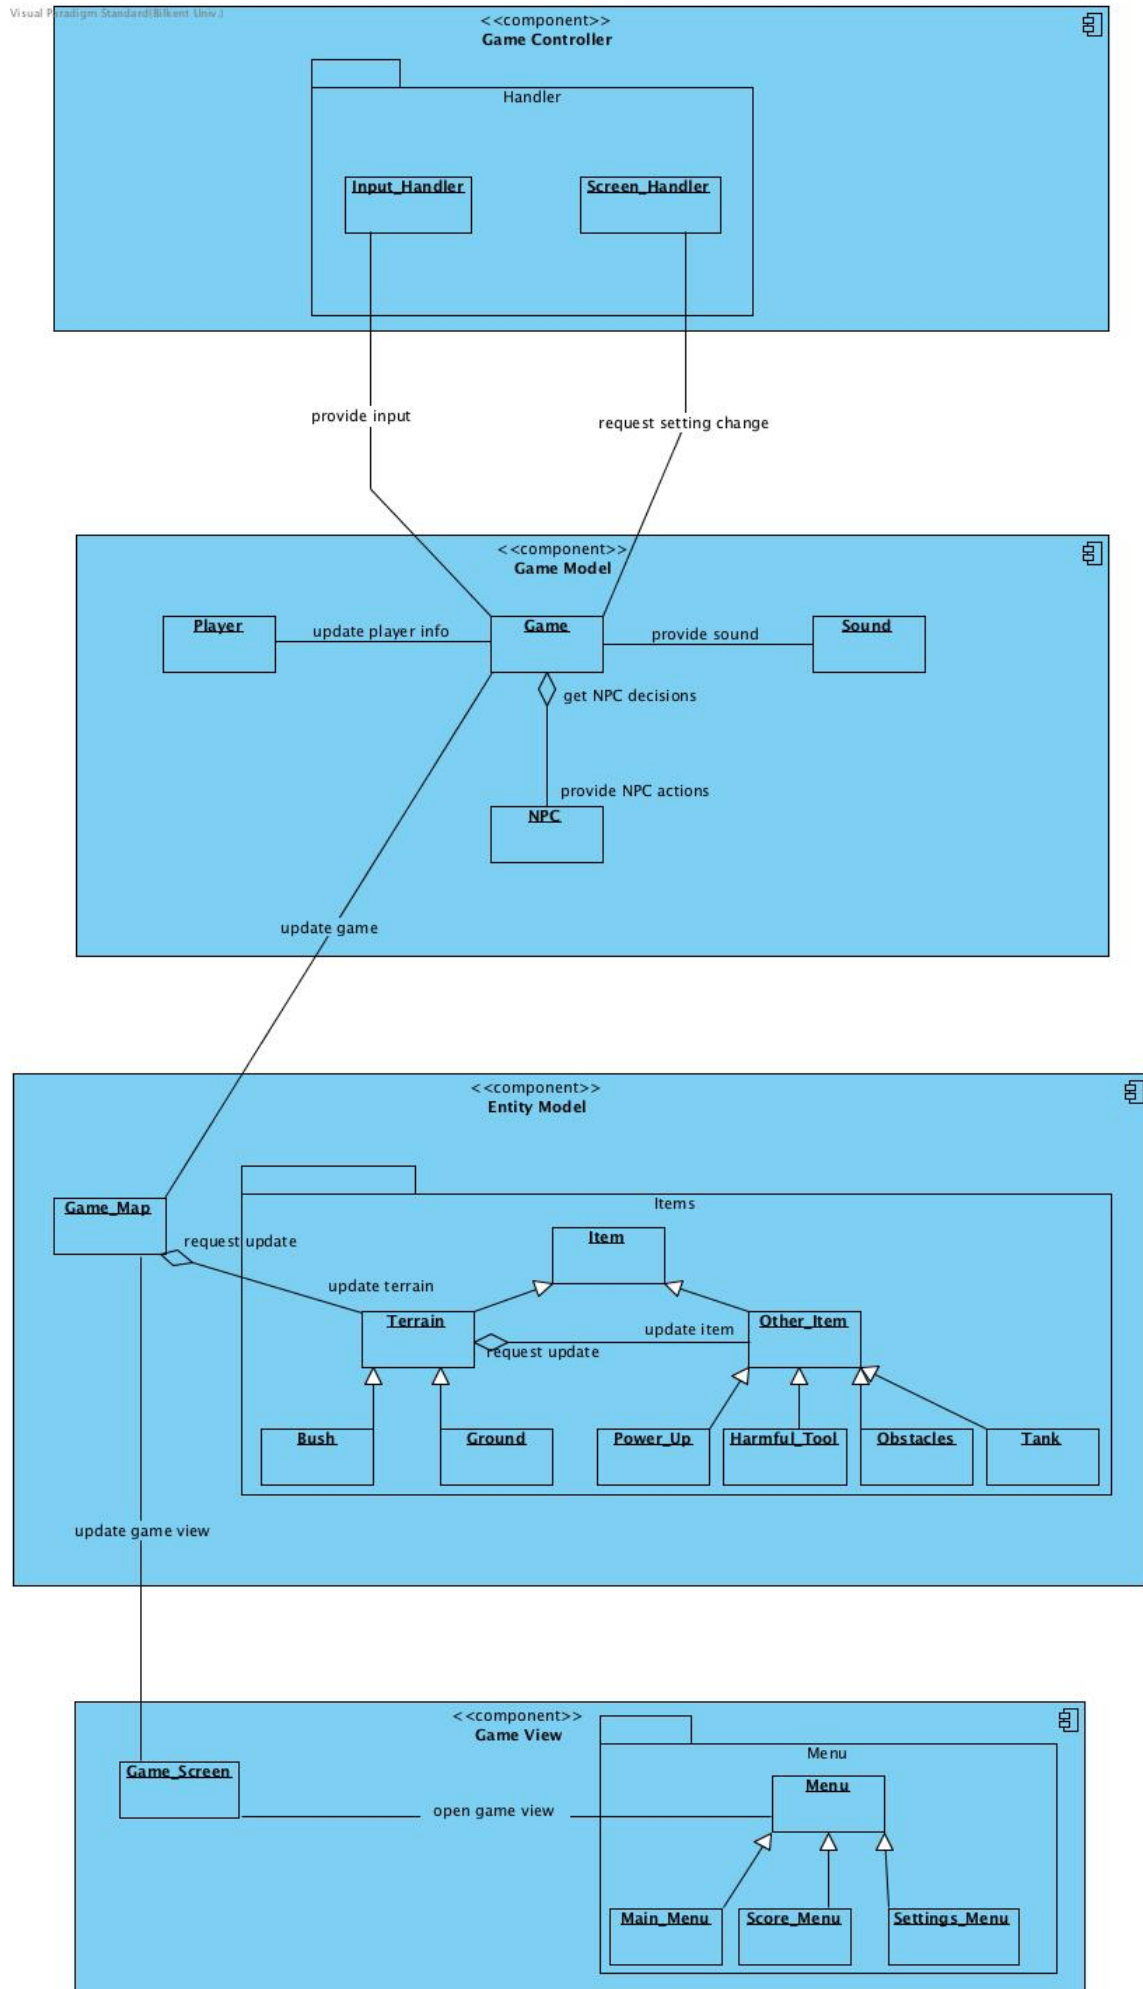 Visual Paradigm Standard(Bilkent Univ.)
<<component>>
Game Controller
Handler
Input_Handler
Screen_Handler
provide input
request setting change
<<component>>
Game Model
Player
update player info
Game
provide sound
Sound
get NPC decisions
provide NPC actions
NPC
update game
<<component>>
Entity Model
Game_Map
Items
request update
Item
update terrain
Terrain
update item
Other_Item
request update
Bush
Ground
Power_Up
Harmful_Tool
Obstacles
Tank
update game view
<<component>>
Game View
Menu
Game_Screen
Menu
open game view
Main_Menu
Score_Menu
Settings_Menu